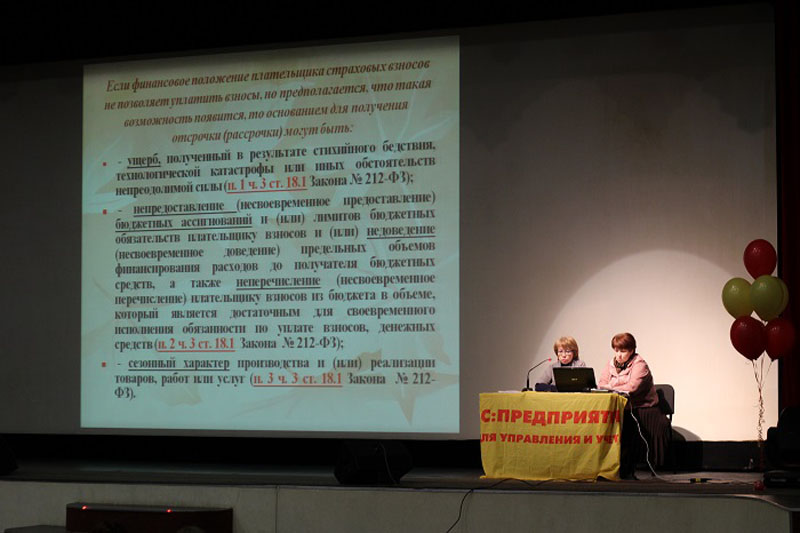 Если финансовое положение плательщика страховых взносов
не позволяет уплатить взносы, но предполагается, что такая
возможность появится, то основанием для получения
отсрочки (рассрочки) могут быть:
- ущерб, полученный в результате стихийного бедствия,
технологической катастрофы или иных обстоятельств
непреодолимой силы (п. 1 ч. 3 ст. 18.1 Закона № 212-ФЗ);
- непредоставление (несвоевременное предоставление)
бюджетных ассигнований и (или) лимитов бюджетных
обязательств плательщику взносов и (или) недоведение
(несвоевременное доведение) предельных объемов
финансирования расходов до получателя бюджетных
средств, а также неперечисление (несвоевременное
перечисление) плательщику взносов из бюджета в объеме,
который является достаточным для своевременного
исполнения обязанности по уплате взносов, денежных
средств (п. 2 ч. 3 ст. 18.1 Закона № 212-ФЗ);
- сезонный характер производства и (или) реализации
товаров, работ или услуг (п. 3 ч. 3 ст. 18.1 Закона № 212-
ФЗ).
С:ПРЕДПРИЯТ
ДЛЯ УПРАВЛЕНИЯ И УЧЕ